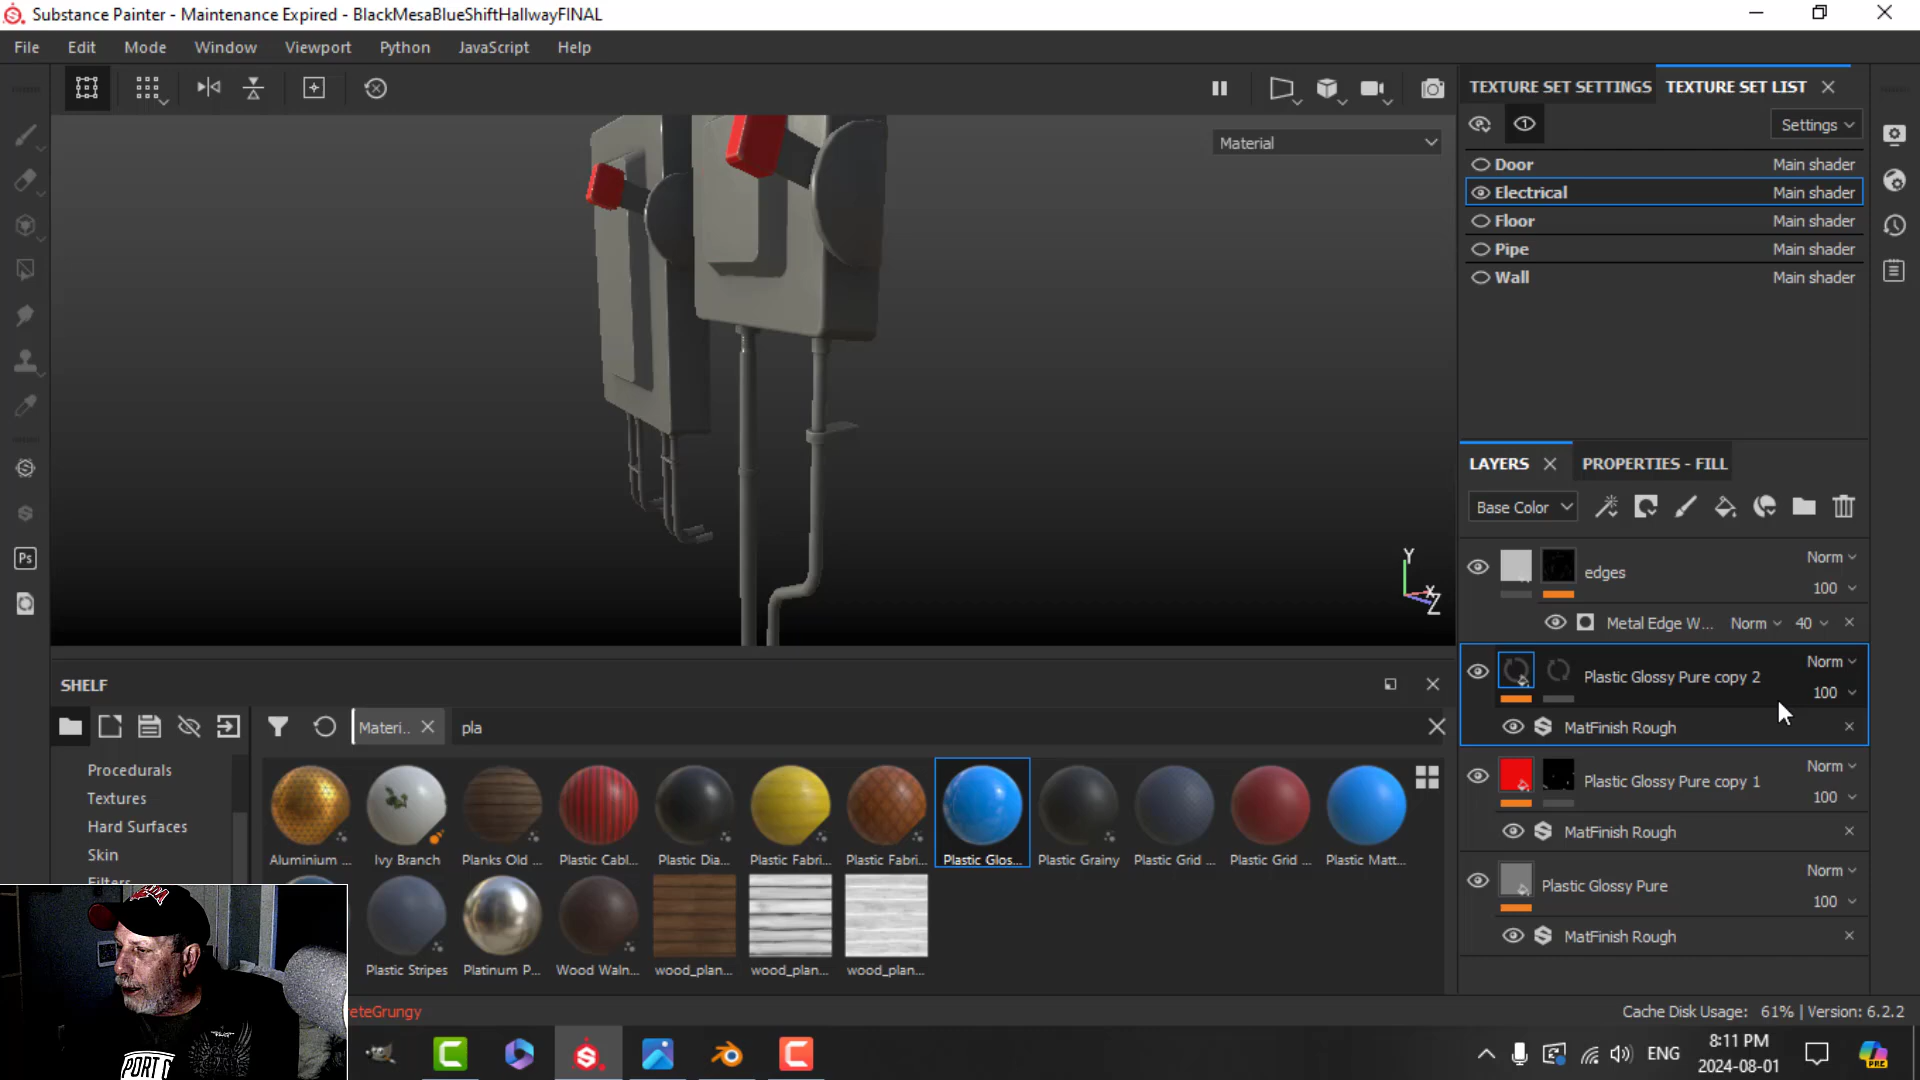 Substance Painter - Maintenance Expired - BlackMesaBlueShiftHallwayFINAL
File Edit Mode Window Viewport Python JavaScript Help
TEXTURE SET SETTINGS TEXTURE SET LIST
Material
Settings
Door Main shader
Electrical Main shader
Floor Main shader
Pipe Main shader
Wall Main shader
Y
X
Z
LAYERS PROPERTIES - FILL
Base Color
Norm
edges
100
Metal Edge W... Norm 40
Norm
Plastic Glossy Pure copy 2
100
MatFinish Rough
Norm
Plastic Glossy Pure copy 1
100
MatFinish Rough
Norm
Plastic Glossy Pure
100
MatFinish Rough
SHELF
Materi.. pla
Procedurals
Textures
Hard Surfaces
Skin
Filters
Aluminium ... Ivy Branch Planks Old ... Plastic Cabl... Plastic Dia... Plastic Fabri... Plastic Fabri... Plastic Glos... Plastic Grainy Plastic Grid ... Plastic Grid ... Plastic Matt...
Plastic Stripes Platinum P... Wood Waln... wood_plan... wood_plan... wood_plan...
eteGrungy
Cache Disk Usage: 61% | Version: 6.2.2
Ps
PORT
ENG
8:11 PM
2024-08-01
PRE